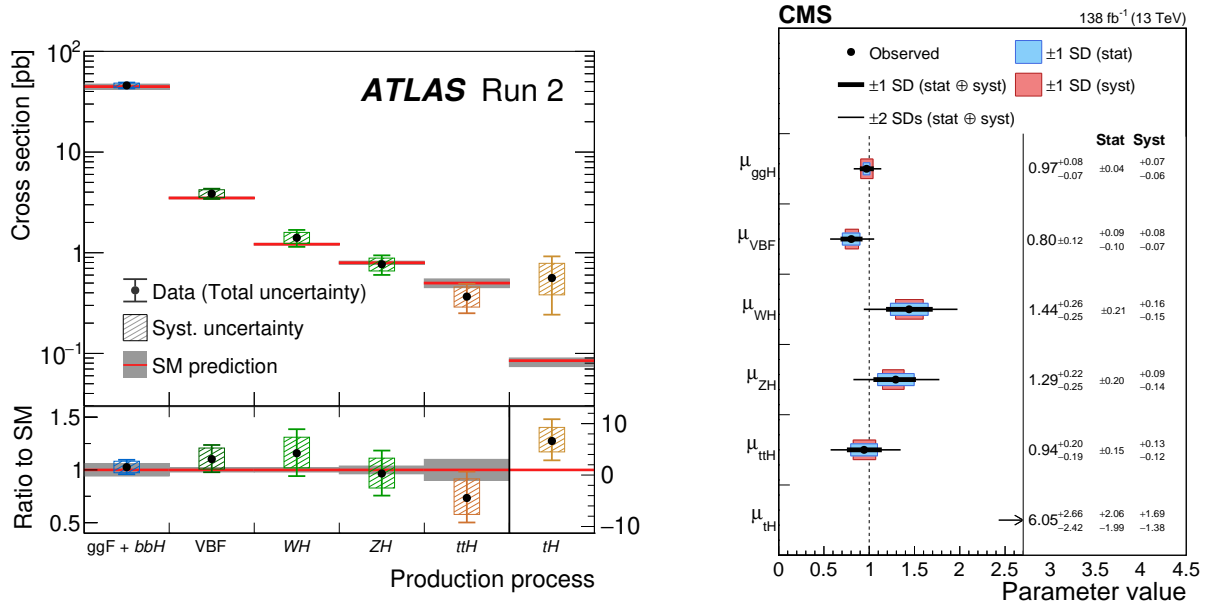 Cross section [pb]
10²
10
1
10⁻¹
ATLAS Run 2
Data (Total uncertainty)
Syst. uncertainty
SM prediction
Ratio to SM
1.5
1
0.5
10
0
−10
ggF + bbH VBF WH ZH ttH tH
Production process
CMS 138 fb⁻¹ (13 TeV)
Observed ±1 SD (stat)
±1 SD (stat ⊕ syst) ±1 SD (syst)
±2 SDs (stat ⊕ syst)
Stat Syst
μggH 0.97 +0.08 −0.07 ±0.04 +0.07 −0.06
μVBF 0.80 ±0.12 +0.09 −0.10 +0.08 −0.07
μWH 1.44 +0.26 −0.25 ±0.21 +0.16 −0.15
μZH 1.29 +0.22 −0.25 ±0.20 +0.09 −0.14
μttH 0.94 +0.20 −0.19 ±0.15 +0.13 −0.12
μtH 6.05 +2.66 −2.42 +2.06 −1.99 +1.69 −1.38
0 0.5 1 1.5 2 2.5 3 3.5 4 4.5
Parameter value